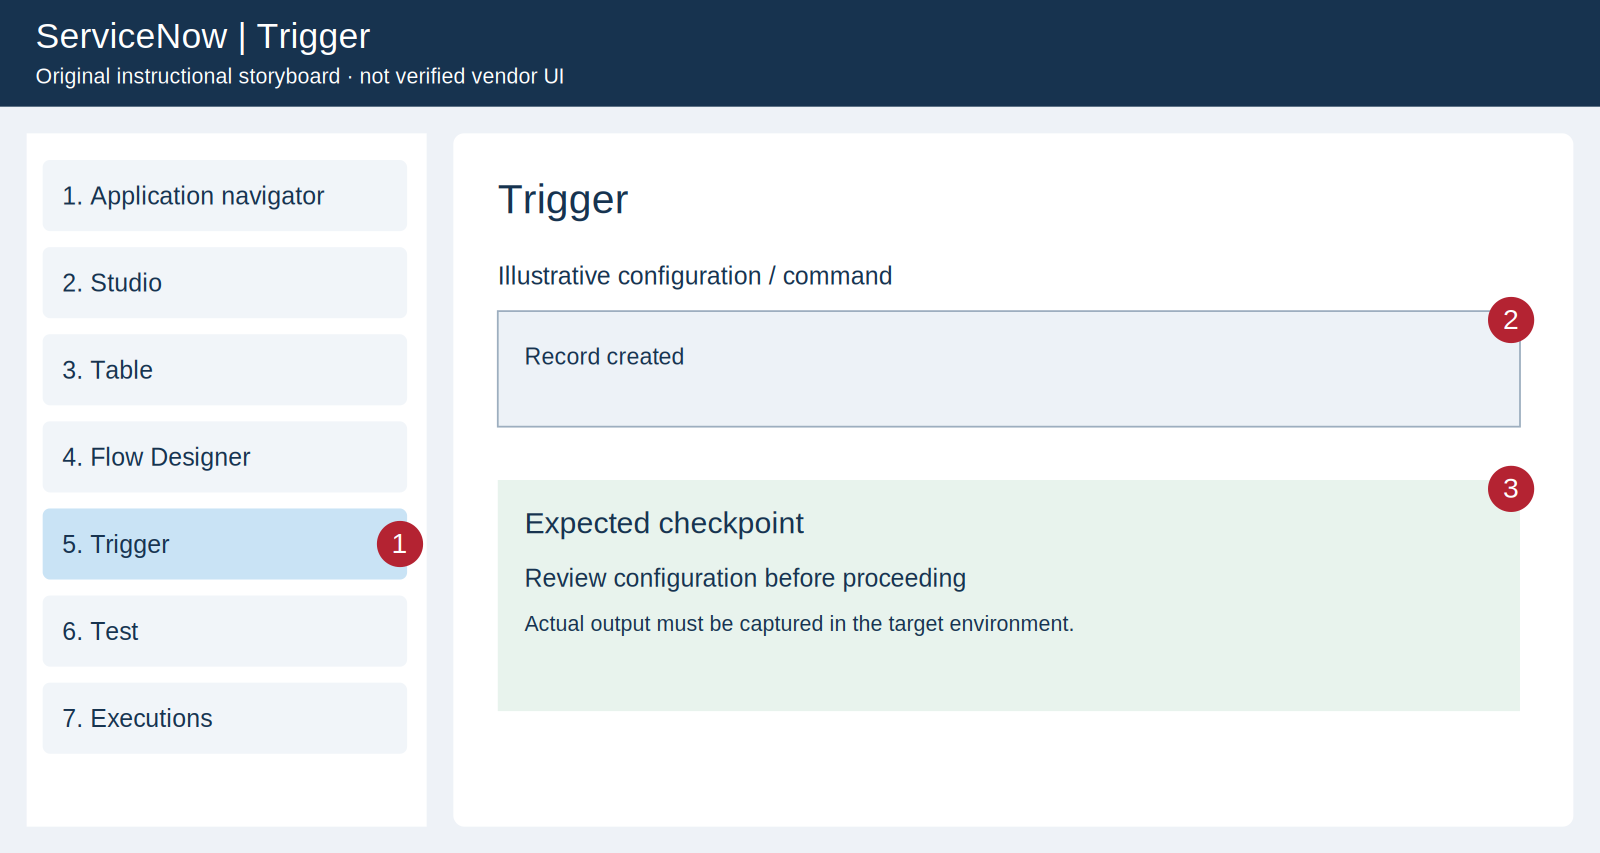 ServiceNow | Trigger
Original instructional storyboard · not verified vendor UI
1. Application navigator
2. Studio
3. Table
4. Flow Designer
5. Trigger
1
6. Test
7. Executions
Trigger
Illustrative configuration / command
2
Record created
3
Expected checkpoint
Review configuration before proceeding
Actual output must be captured in the target environment.